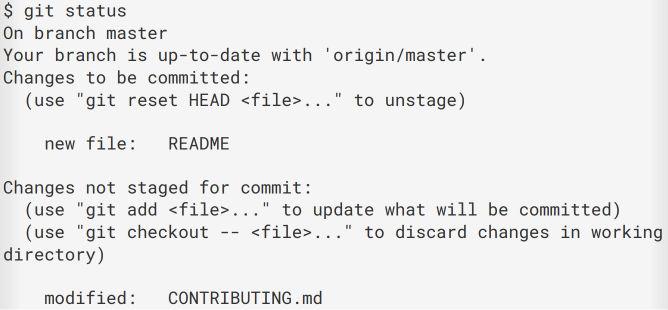 $ git status
On branch master
Your branch is up-to-date with 'origin/master'.
Changes to be committed:
  (use "git reset HEAD <file>..." to unstage)

    new file:   README

Changes not staged for commit:
  (use "git add <file>..." to update what will be committed)
  (use "git checkout -- <file>..." to discard changes in working
directory)

    modified:   CONTRIBUTING.md